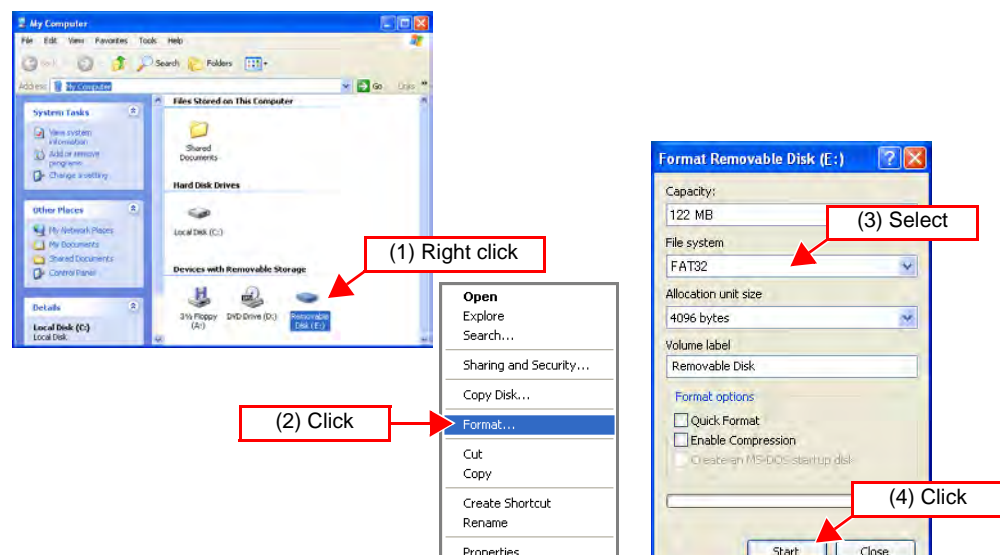 My Computer
File Edit View Favorites Tools Help
Search Folders
Address My Computer Go Links
System Tasks
View system information
Add or remove programs
Change a setting
Other Places
My Network Places
My Documents
Shared Documents
Control Panel
Details
Local Disk (C:)
Local Disk
Files Stored on This Computer
Shared
Documents
Hard Disk Drives
Local Disk (C:)
Devices with Removable Storage
3½ Floppy
(A:)
DVD Drive (D:)
Removable
Disk (E:)
(1) Right click
Open
Explore
Search...
Sharing and Security...
Copy Disk...
(2) Click
Format...
Cut
Copy
Create Shortcut
Rename
Properties
Format Removable Disk (E:)
Capacity:
122 MB
(3) Select
File system
FAT32
Allocation unit size
4096 bytes
Volume label
Removable Disk
Format options
Quick Format
Enable Compression
Create an MS-DOS startup disk
(4) Click
Start
Close